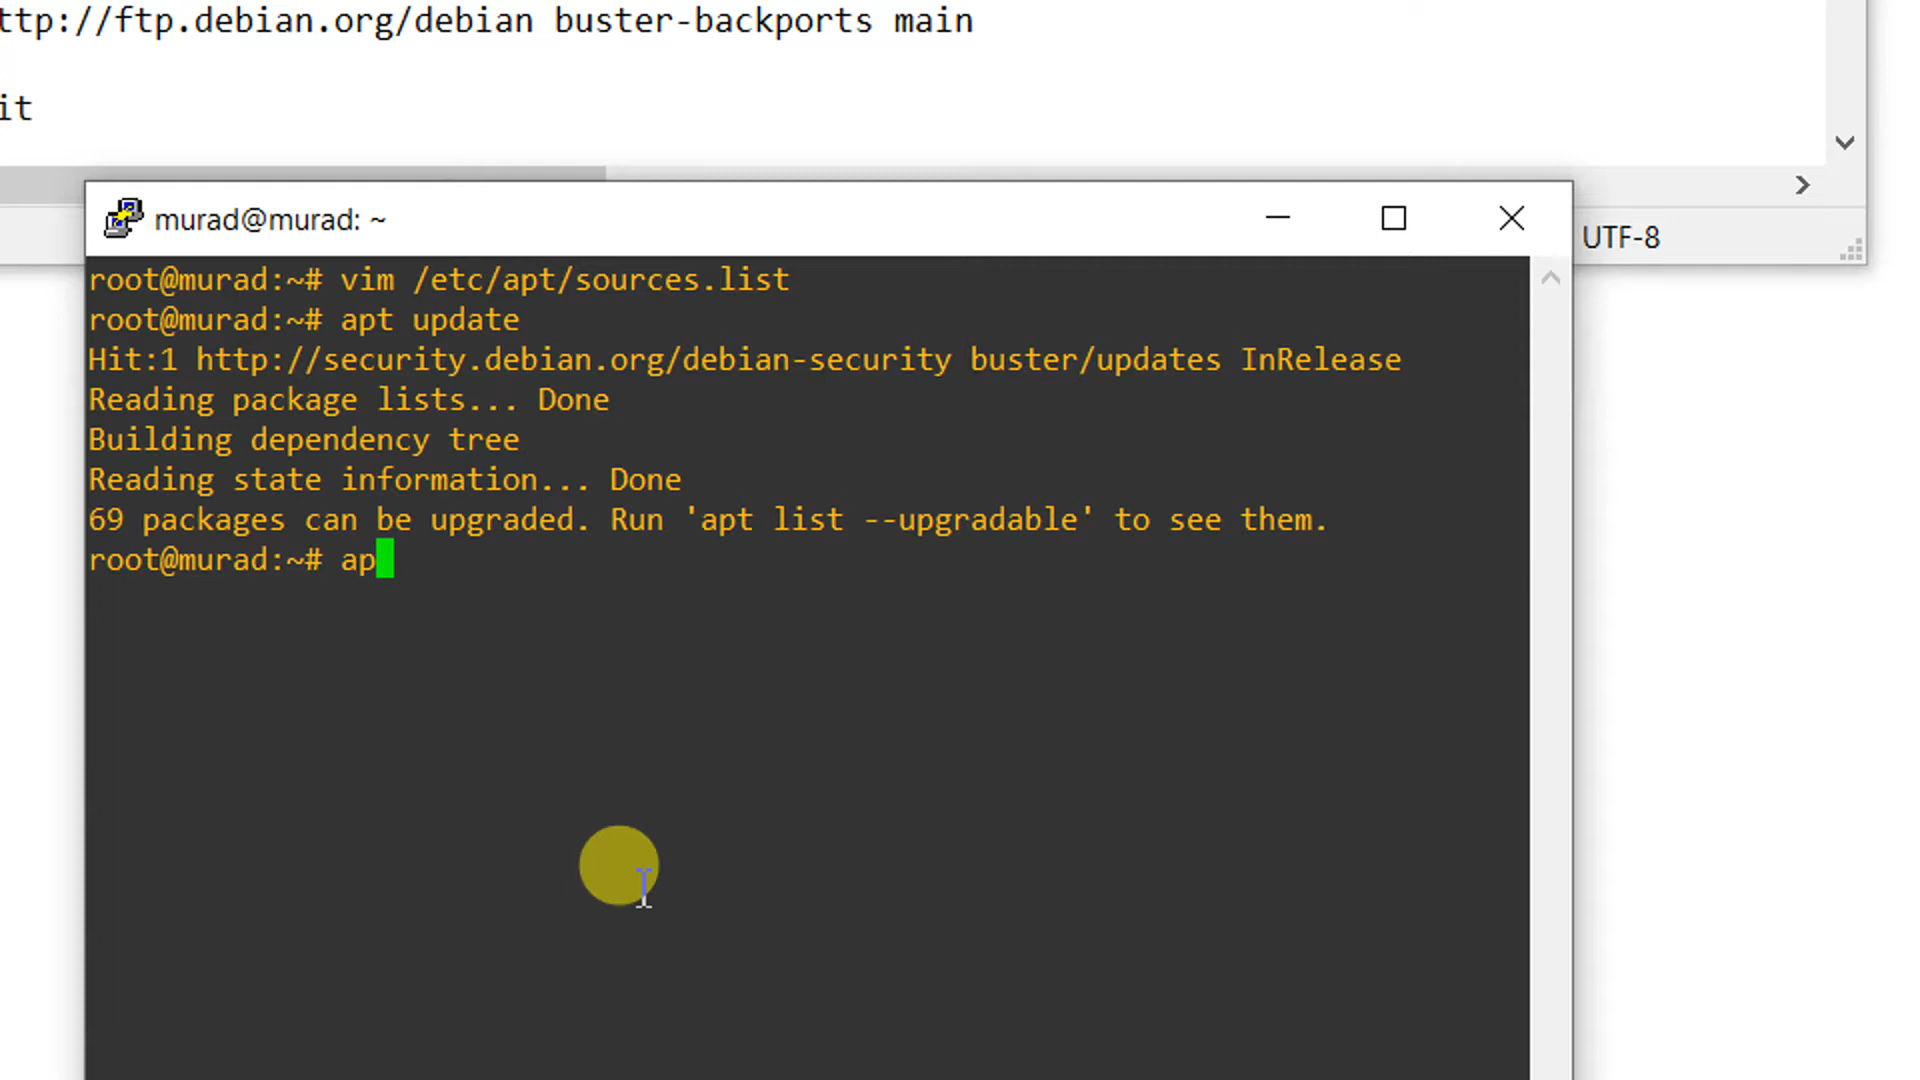 ttp://ftp.debian.org/debian buster-backports main
it
murad@murad: ~
UTF-8
root@murad:~# vim /etc/apt/sources.list
root@murad:~# apt update
Hit:1 http://security.debian.org/debian-security buster/updates InRelease
Reading package lists... Done
Building dependency tree
Reading state information... Done
69 packages can be upgraded. Run 'apt list --upgradable' to see them.
root@murad:~# ap